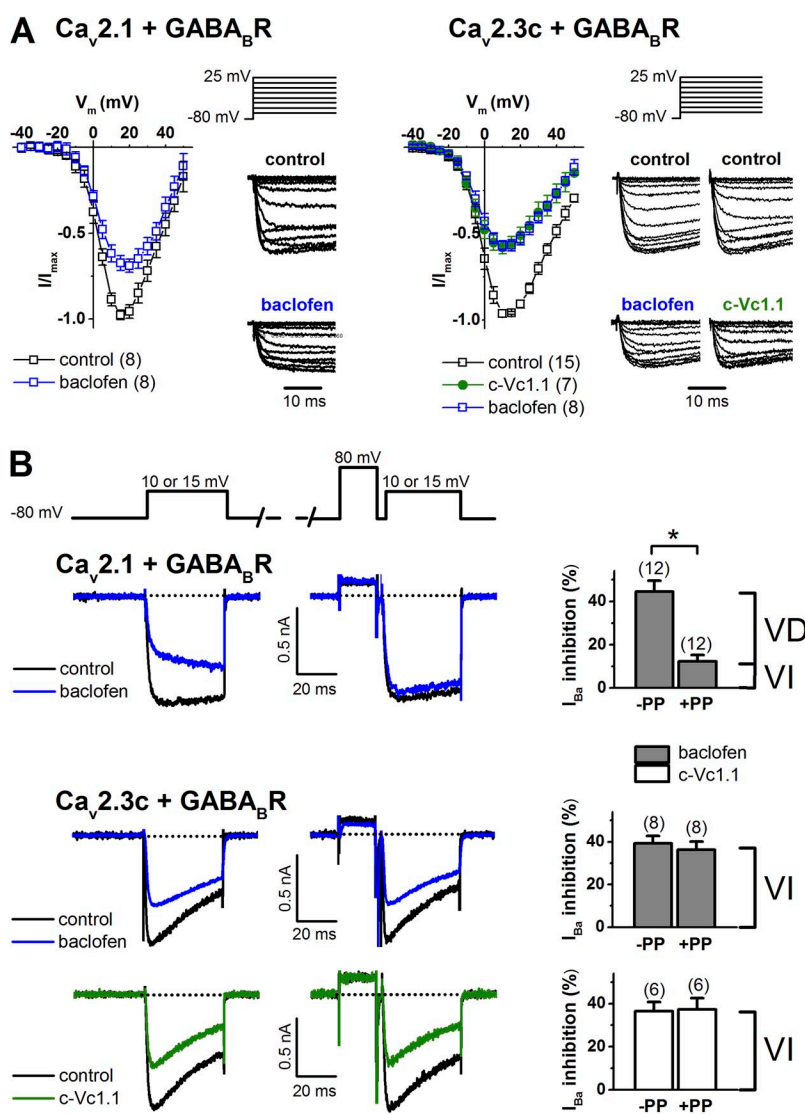 A
Cav2.1 + GABABR
Cav2.3c + GABABR
25 mV
-80 mV
25 mV
-80 mV
Vm (mV)
-40 -20 0 20 40
Vm (mV)
-40 -20 0 20 40
control
control
control
-0.5
-1.0
I/Imax
-0.5
-1.0
I/Imax
baclofen
baclofen
c-Vc1.1
control (8)
baclofen (8)
control (15)
c-Vc1.1 (7)
baclofen (8)
10 ms
10 ms
B
80 mV
10 or 15 mV
10 or 15 mV
-80 mV
Cav2.1 + GABABR
control
baclofen
0.5 nA
20 ms
*
(12)
(12)
40
20
0
IBa inhibition (%)
-PP +PP
VD
VI
baclofen
c-Vc1.1
Cav2.3c + GABABR
control
baclofen
0.5 nA
20 ms
(8)
(8)
40
20
0
IBa inhibition (%)
-PP +PP
VI
control
c-Vc1.1
0.5 nA
20 ms
(6)
(6)
40
20
0
IBa inhibition (%)
-PP +PP
VI